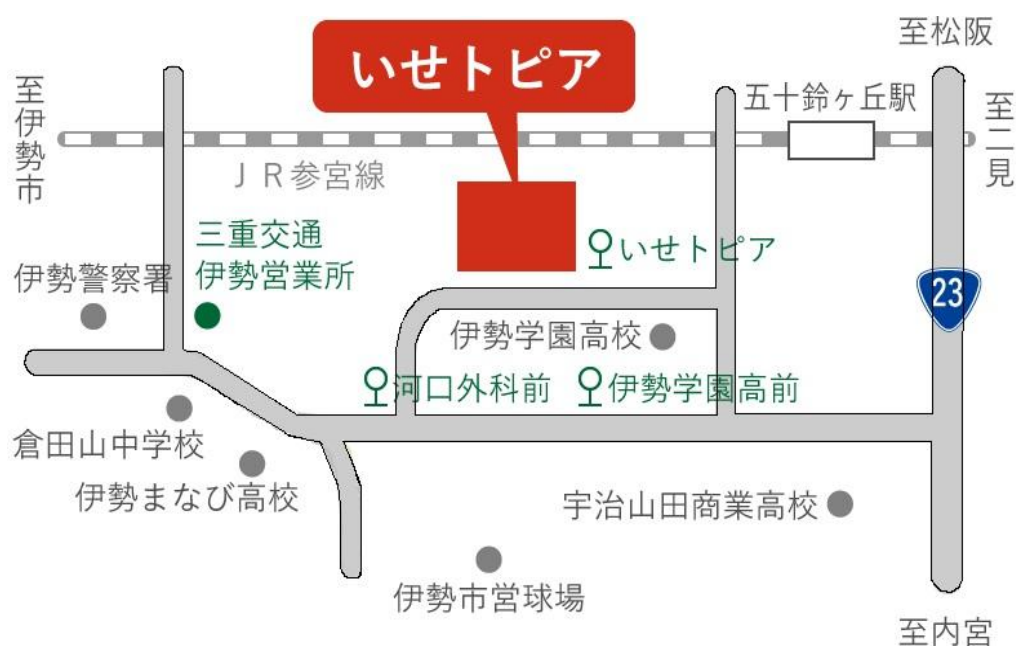 至松阪
いせトピア
五十鈴ヶ丘駅
至伊勢市
至二見
ＪＲ参宮線
三重交通
伊勢営業所
いせトピア
伊勢警察署
23
伊勢学園高校
河口外科前
伊勢学園高前
倉田山中学校
伊勢まなび高校
宇治山田商業高校
伊勢市営球場
至内宮